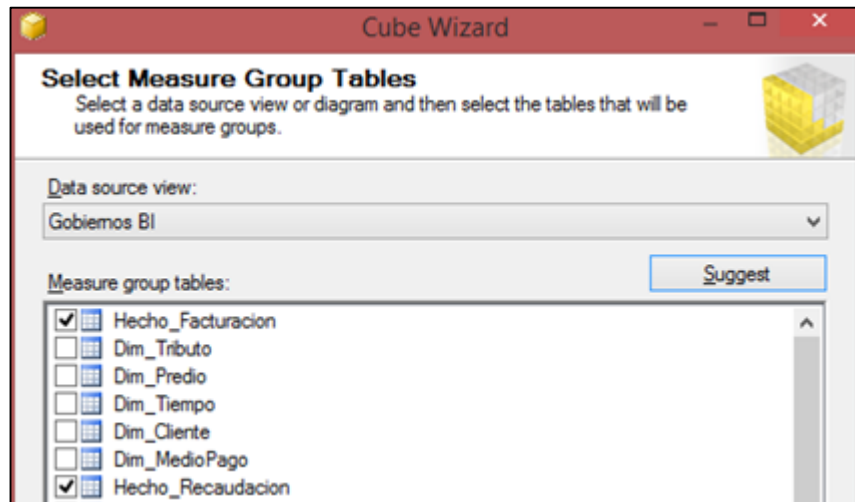 Cube Wizard
Select Measure Group Tables
Select a data source view or diagram and then select the tables that will be
used for measure groups.
Data source view:
Gobiernos BI
Measure group tables:
Suggest
Hecho_Facturacion
Dim_Tributo
Dim_Predio
Dim_Tiempo
Dim_Cliente
Dim_MedioPago
Hecho_Recaudacion